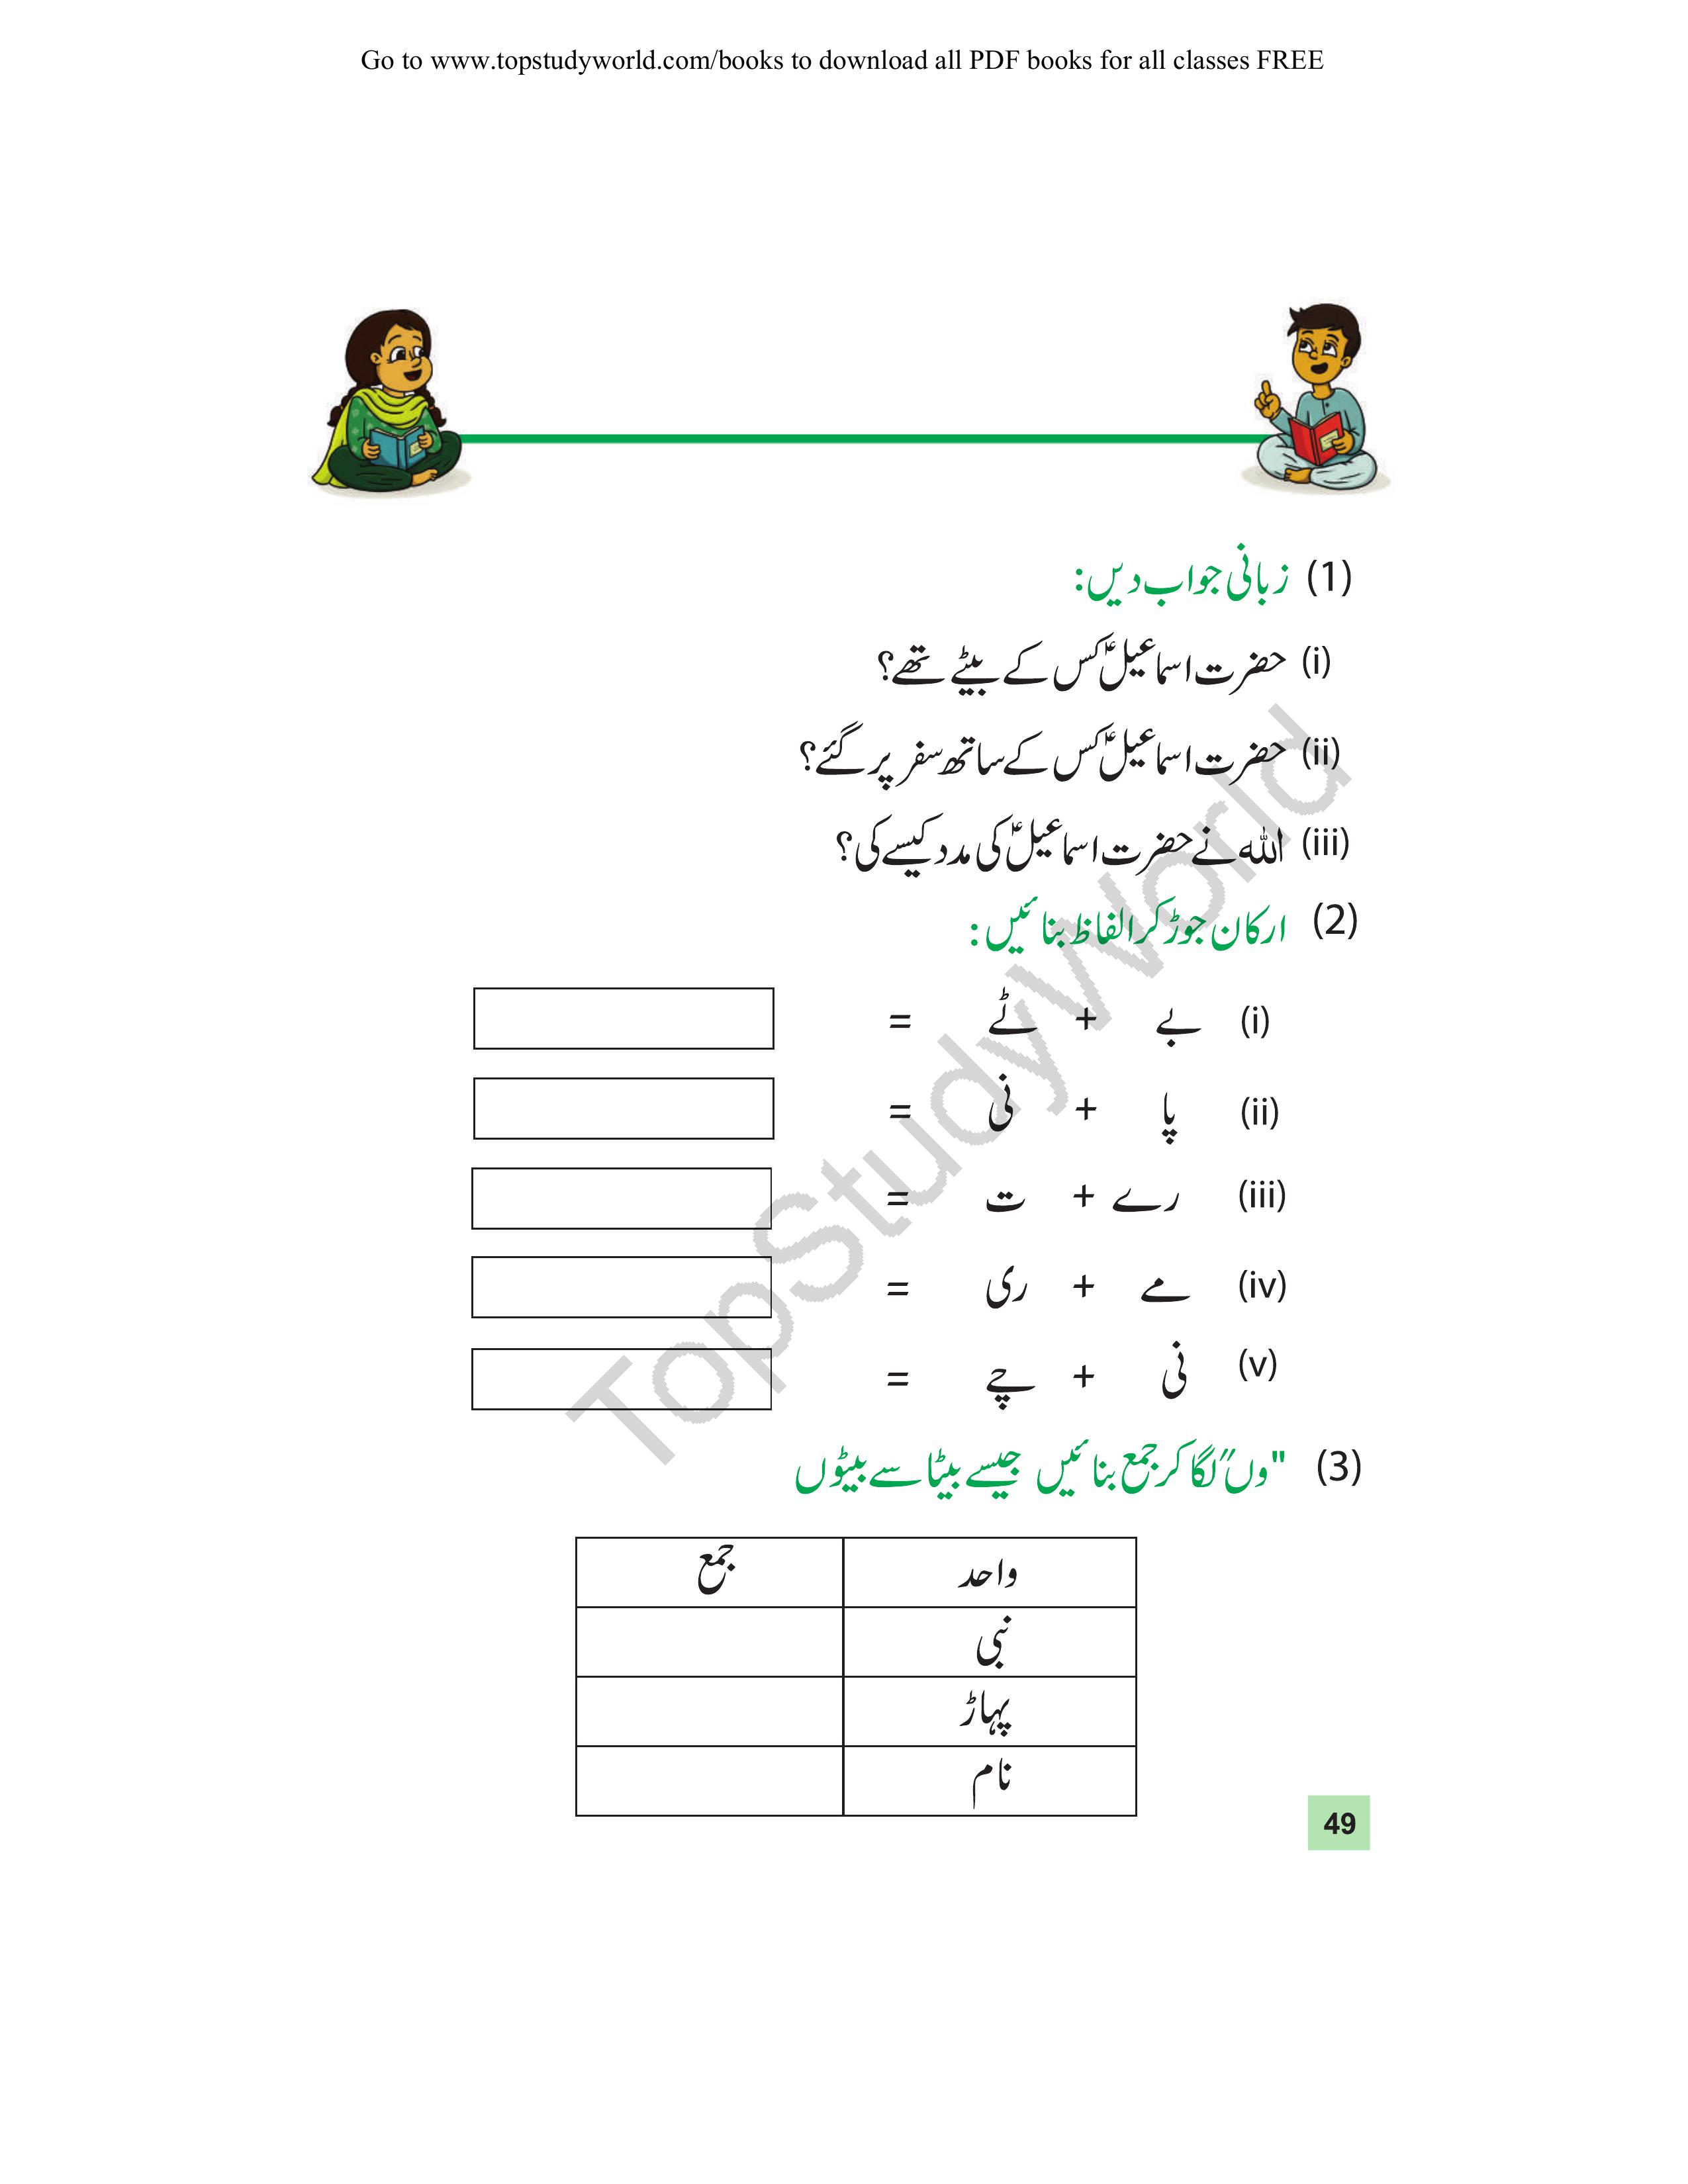 Go to www.topstudyworld.com/books to download all PDF books for all classes FREE
(1) زبانی جواب دیں:
(i) حضرت اسماعیلؑ کس کے بیٹے تھے؟
(ii) حضرت اسماعیلؑ کس کے ساتھ سفر پر گئے؟
(iii) اللہ نے حضرت اسماعیلؑ کی مدد کیسے کی؟
(2) ارکان جوڑ کر الفاظ بنائیں:
(i) بے + ٹے =
(ii) پا + نی =
(iii) رے + ت =
(iv) مے + ری =
(v) نی + چے =
(3) "وں" لگا کر جمع بنائیں جیسے بیٹا سے بیٹوں
واحد جمع
نبی
پہاڑ
نام
49
TopStudyWorld